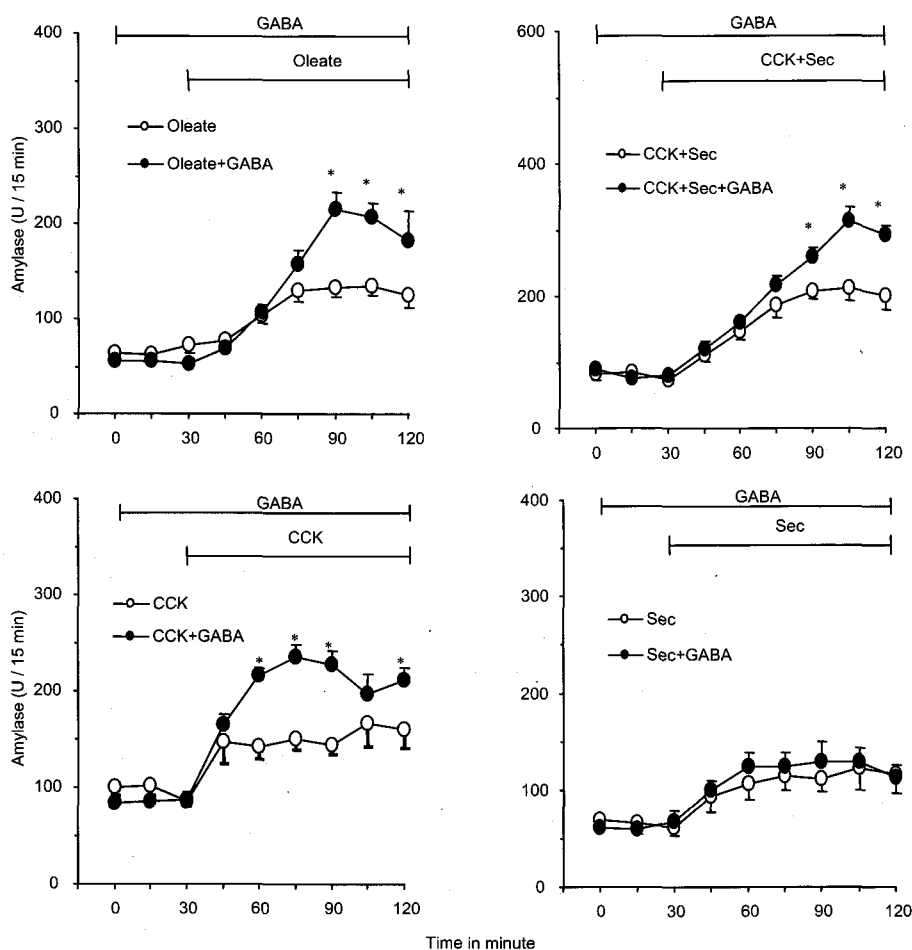 GABA
Oleate
Oleate
Oleate+GABA
Amylase (U / 15 min)
400
300
200
100
0
* * *
0 30 60 90 120
GABA
CCK+Sec
CCK+Sec
CCK+Sec+GABA
600
400
200
0
* * *
0 30 60 90 120
GABA
CCK
CCK
CCK+GABA
Amylase (U / 15 min)
400
300
200
100
0
* * * *
0 30 60 90 120
GABA
Sec
Sec
Sec+GABA
400
300
200
100
0
0 30 60 90 120
Time in minute